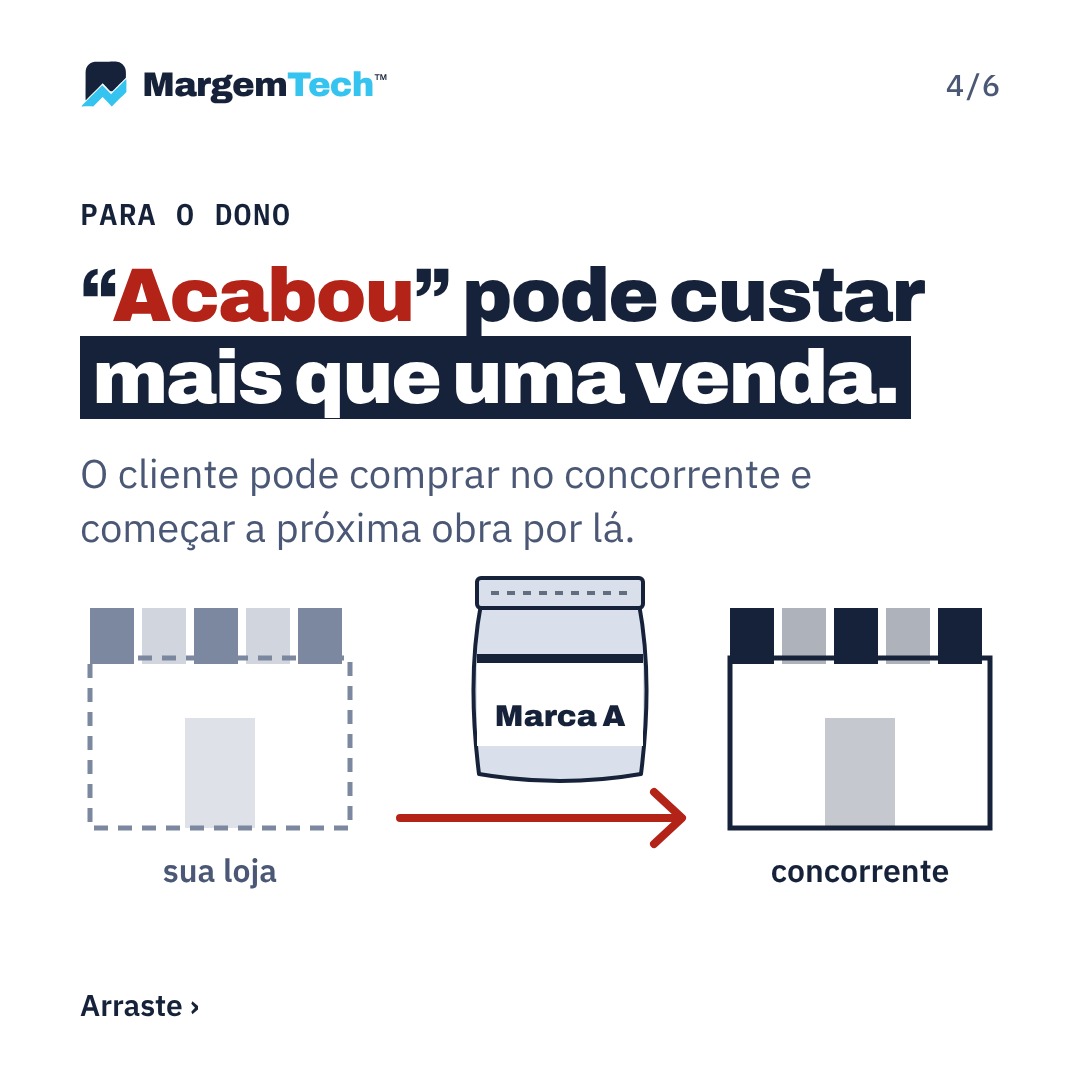 MargemTech™
4/6
PARA O DONO
“Acabou” pode custar
mais que uma venda.
O cliente pode comprar no concorrente e
começar a próxima obra por lá.
Marca A
sua loja
concorrente
Arraste ›